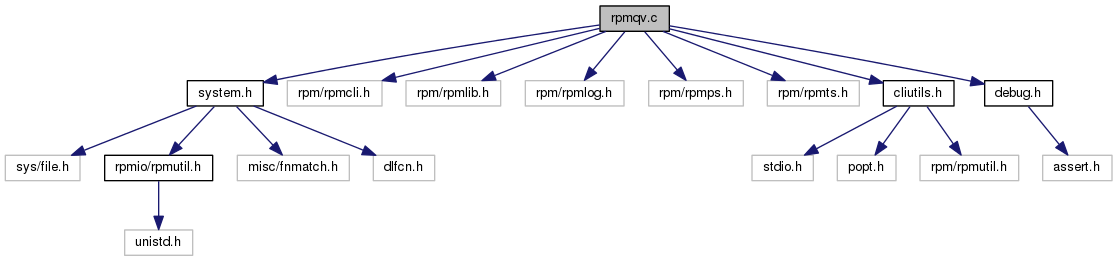 rpmqv.c
system.h
rpm/rpmcli.h
rpm/rpmlib.h
rpm/rpmlog.h
rpm/rpmps.h
rpm/rpmts.h
cliutils.h
debug.h
sys/file.h
rpmio/rpmutil.h
misc/fnmatch.h
dlfcn.h
stdio.h
popt.h
rpm/rpmutil.h
assert.h
unistd.h